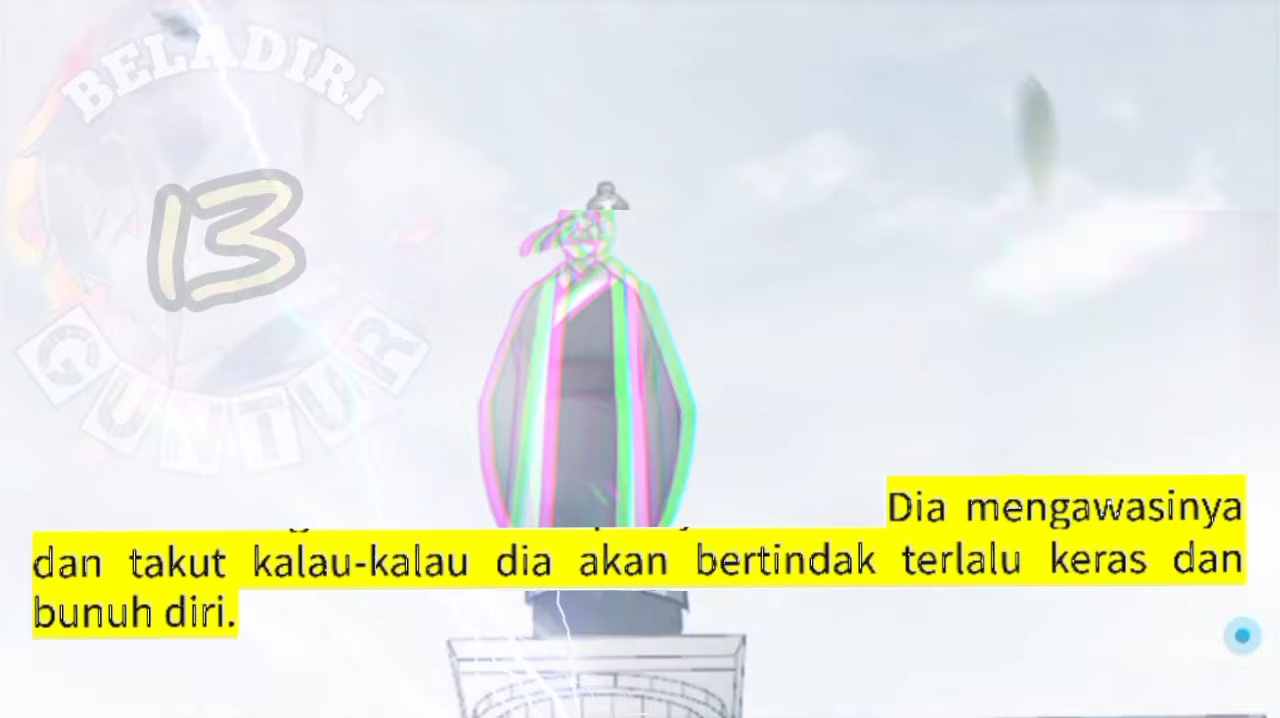 BELADIRI
13
GUNTUR
Dia mengawasinya
dan takut kalau-kalau dia akan bertindak terlalu keras dan
bunuh diri.